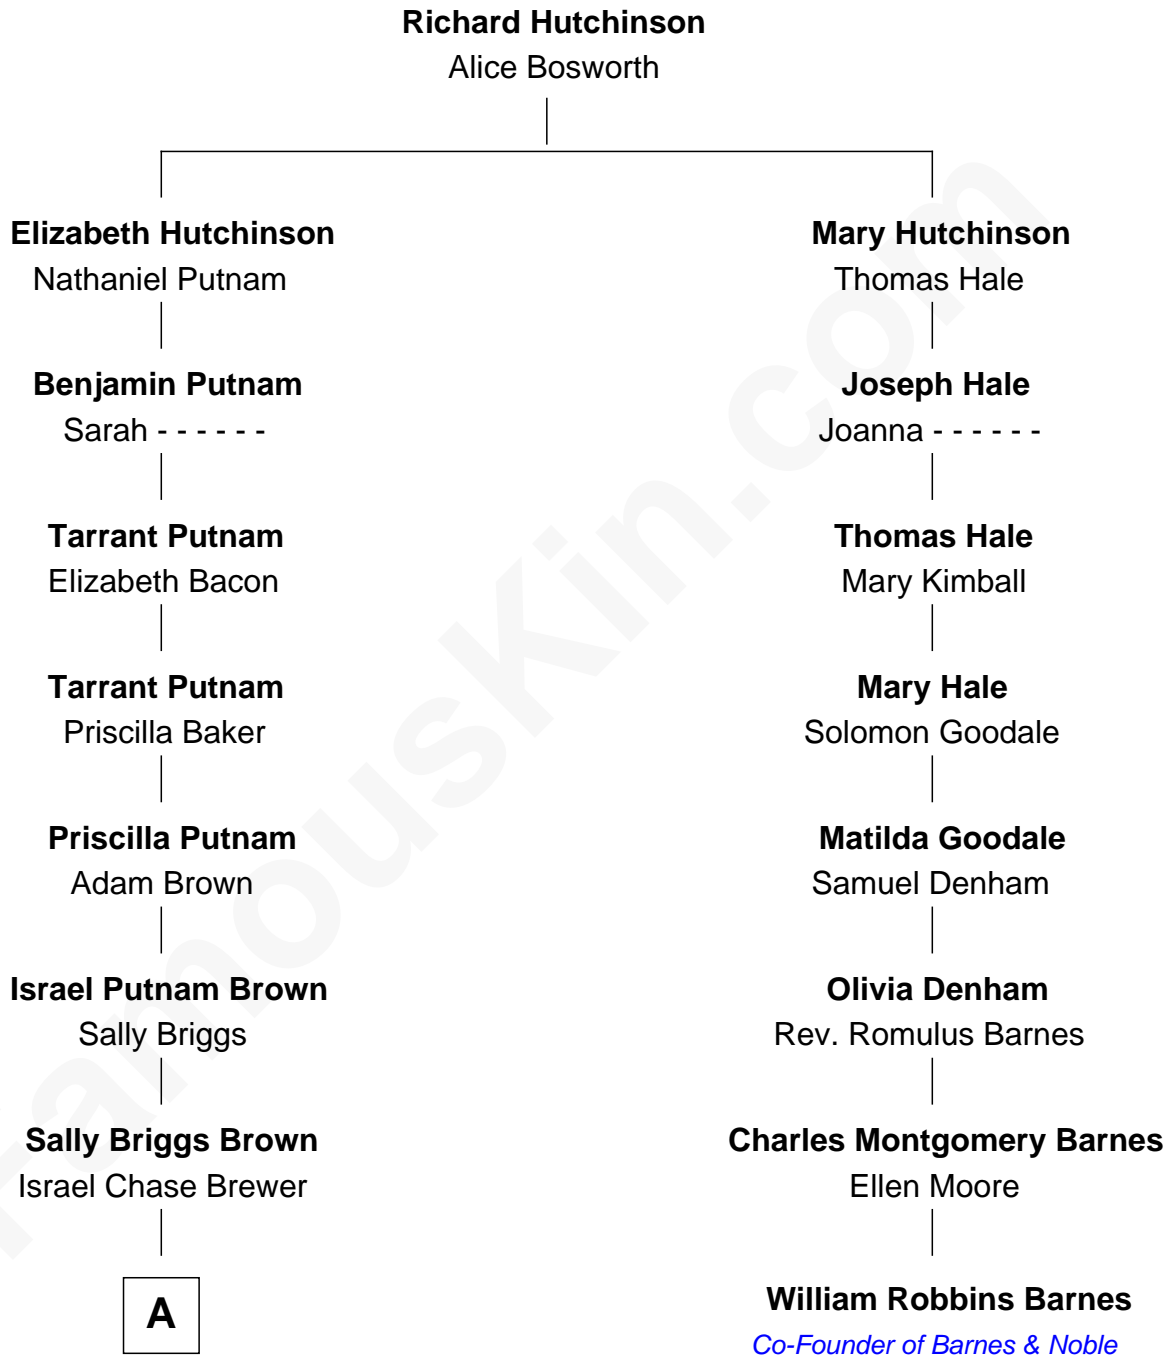 Richard Hutchinson
Alice Bosworth
Elizabeth Hutchinson
Nathaniel Putnam
Mary Hutchinson
Thomas Hale
Benjamin Putnam
Sarah - - - - - -
Joseph Hale
Joanna - - - - - -
Tarrant Putnam
Elizabeth Bacon
Thomas Hale
Mary Kimball
Tarrant Putnam
Priscilla Baker
Mary Hale
Solomon Goodale
Priscilla Putnam
Adam Brown
Matilda Goodale
Samuel Denham
Israel Putnam Brown
Sally Briggs
Olivia Denham
Rev. Romulus Barnes
Sally Briggs Brown
Israel Chase Brewer
Charles Montgomery Barnes
Ellen Moore
A
William Robbins Barnes
Co-Founder of Barnes & Noble
FamousKin.com